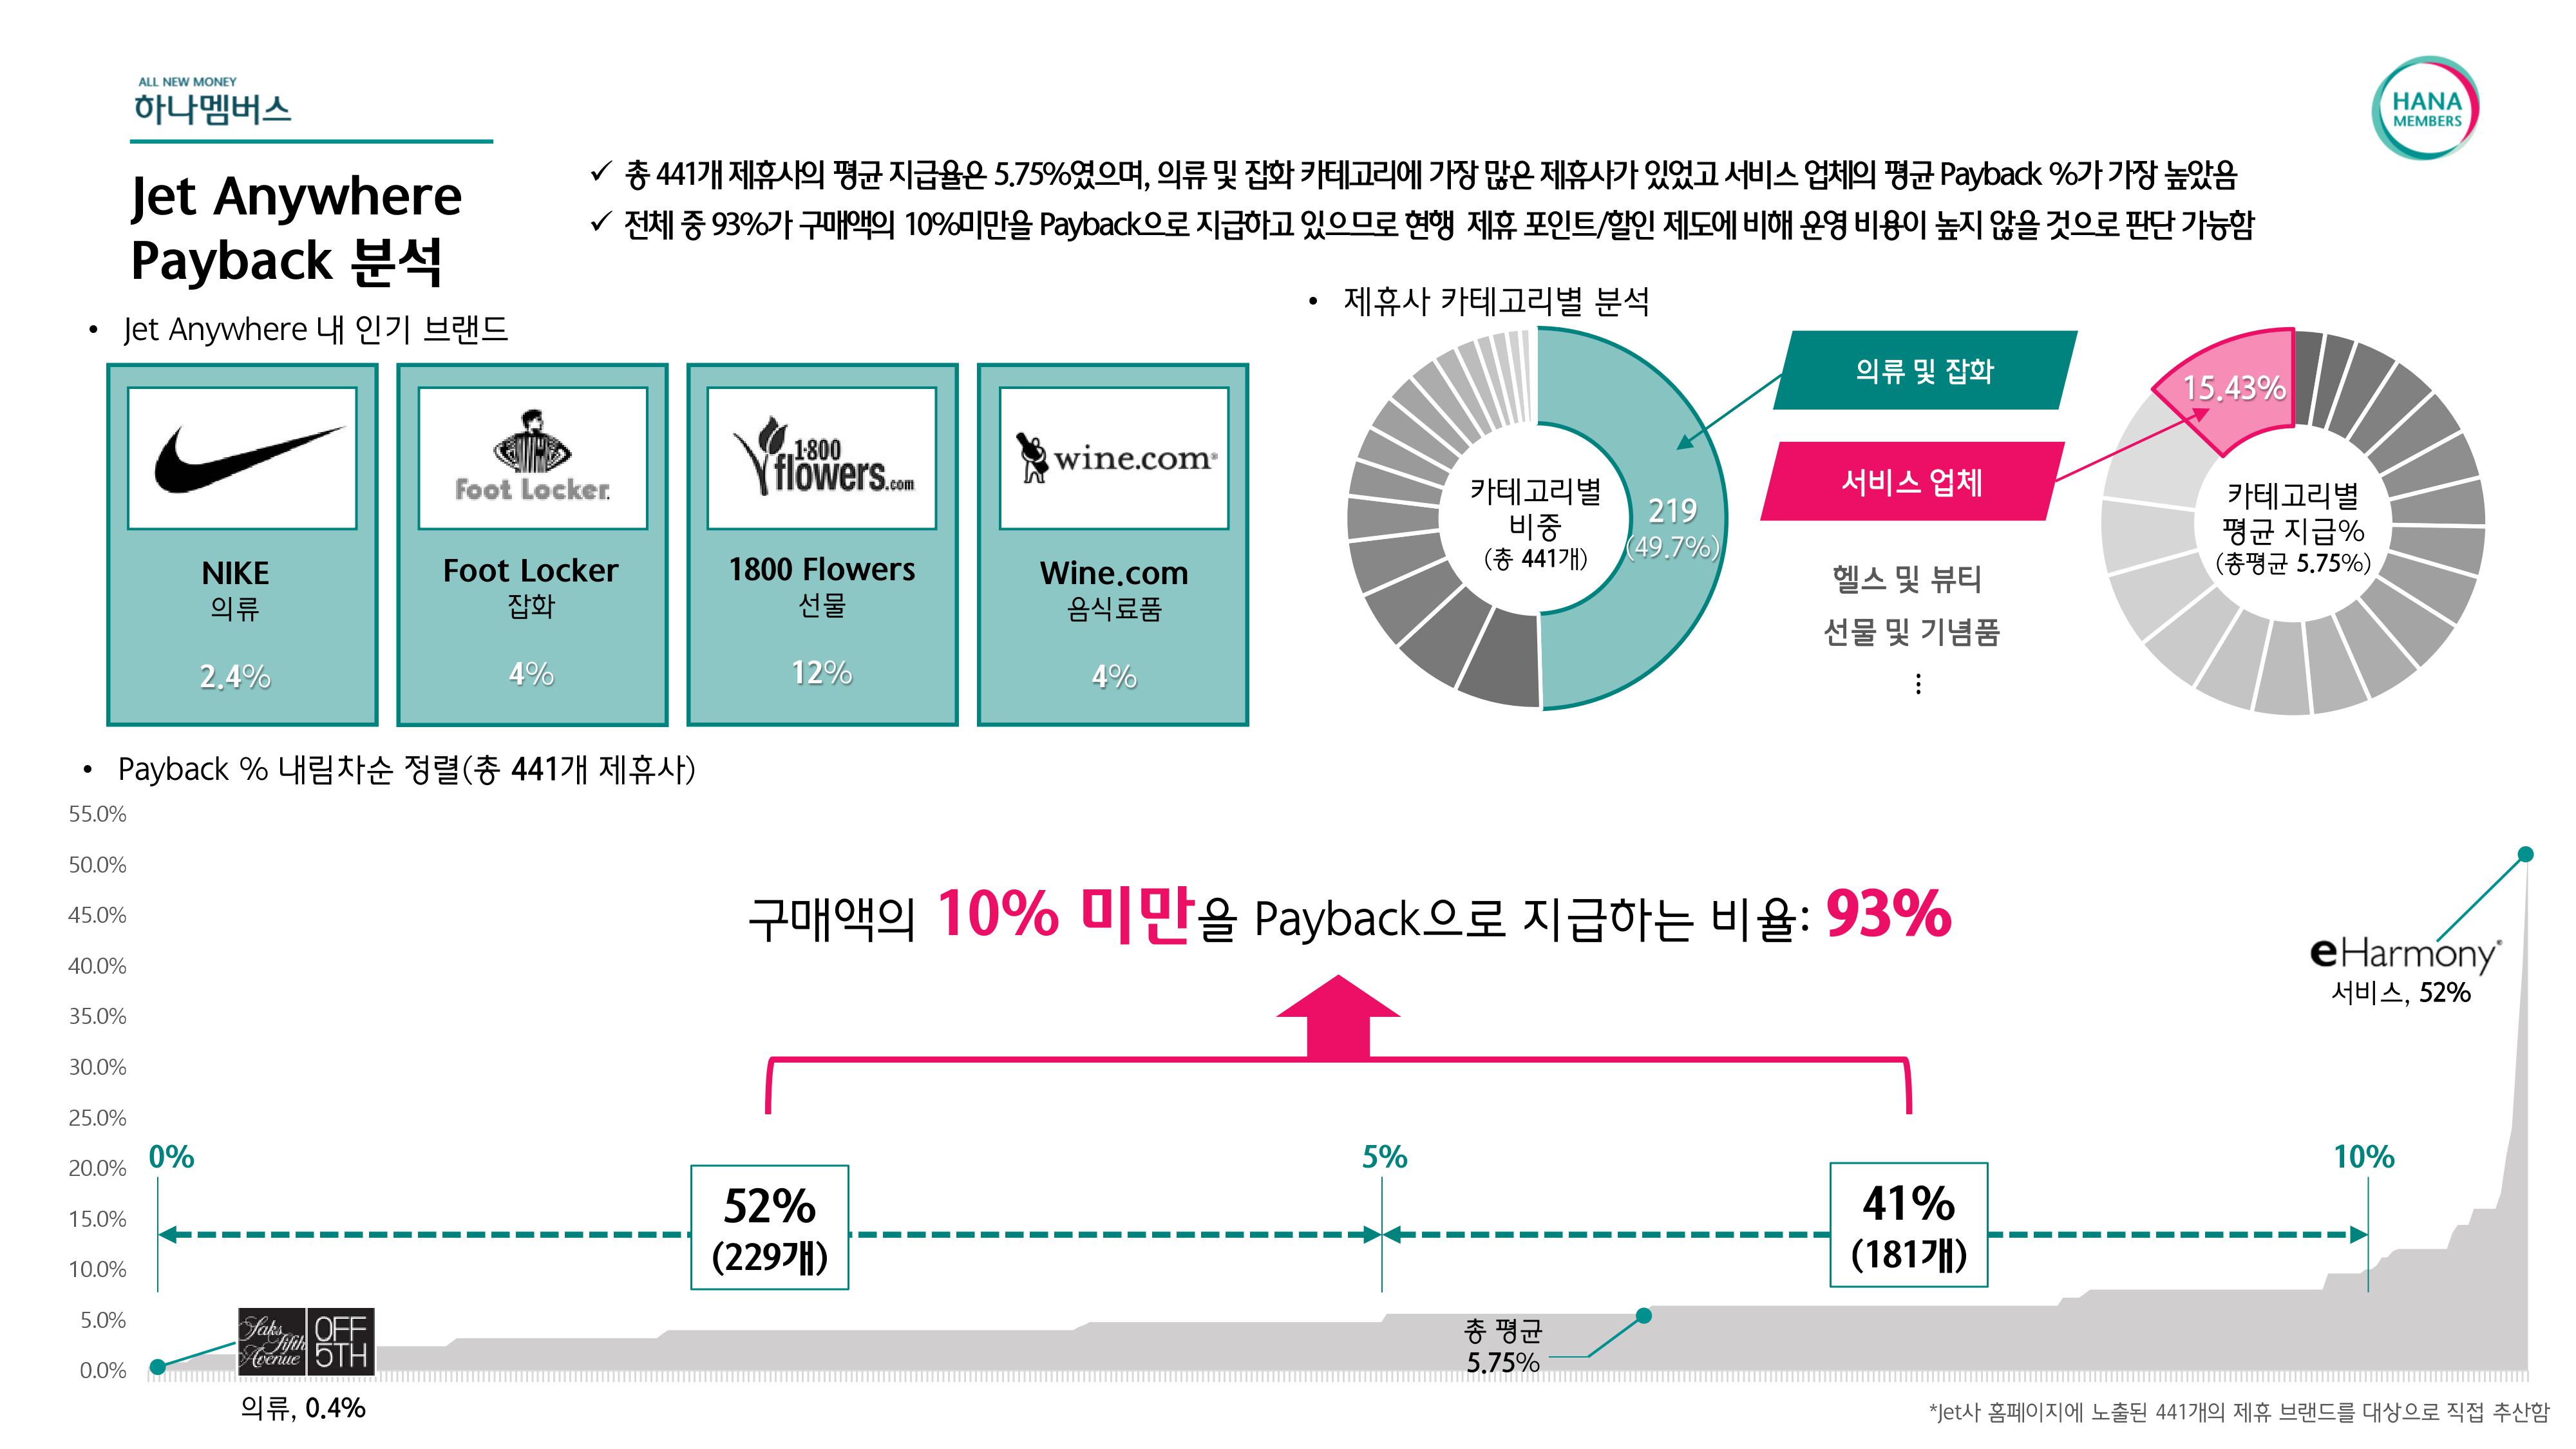 ALL NEW MONEY
하나멤버스
HANA
MEMBERS
Jet Anywhere
Payback 분석
✓ 총 441개 제휴사의 평균 지급율은 5.75%였으며, 의류 및 잡화 카테고리에 가장 많은 제휴사가 있었고 서비스 업체의 평균 Payback %가 가장 높았음
✓ 전체 중 93%가 구매액의 10%미만을 Payback으로 지급하고 있으므로 현행 제휴 포인트/할인 제도에 비해 운영 비용이 높지 않을 것으로 판단 가능함
• Jet Anywhere 내 인기 브랜드
NIKE
의류
2.4%
Foot Locker.
Foot Locker
잡화
4%
1·800
flowers.com
1800 Flowers
선물
12%
wine.com
Wine.com
음식료품
4%
• 제휴사 카테고리별 분석
카테고리별
비중
(총 441개)
219
(49.7%)
의류 및 잡화
서비스 업체
헬스 및 뷰티
선물 및 기념품
⋮
15.43%
카테고리별
평균 지급%
(총평균 5.75%)
• Payback % 내림차순 정렬(총 441개 제휴사)
55.0%
50.0%
45.0%
40.0%
35.0%
30.0%
25.0%
20.0%
15.0%
10.0%
5.0%
0.0%
구매액의 10% 미만을 Payback으로 지급하는 비율: 93%
eHarmony
서비스, 52%
0%
5%
10%
52%
(229개)
41%
(181개)
Saks
fifth
Avenue
OFF
5TH
의류, 0.4%
총 평균
5.75%
*Jet사 홈페이지에 노출된 441개의 제휴 브랜드를 대상으로 직접 추산함